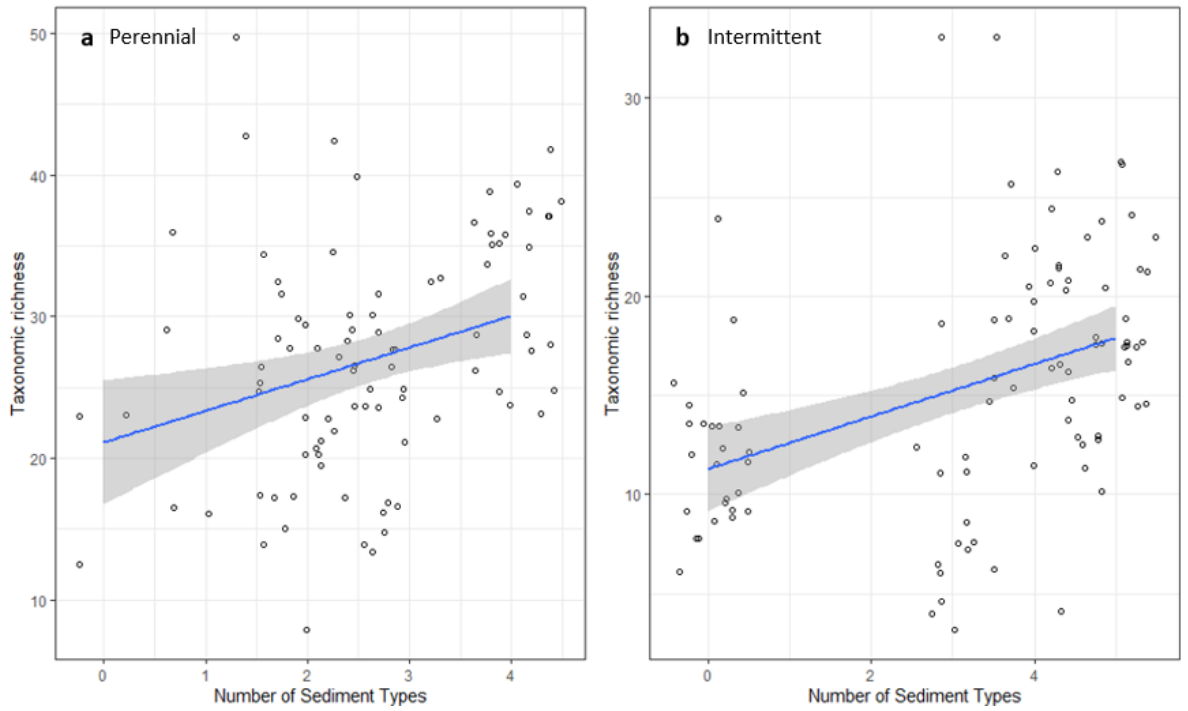 a Perennial
50
40
30
20
10
0 1 2 3 4
Number of Sediment Types
Taxonomic richness
b Intermittent
30
20
10
0 2 4
Number of Sediment Types
Taxonomic richness